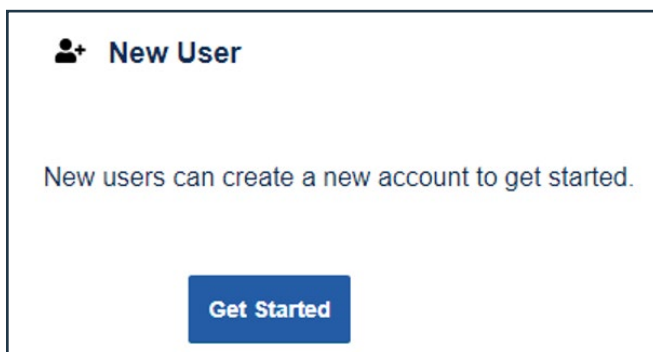 New User
New users can create a new account to get started.
Get Started